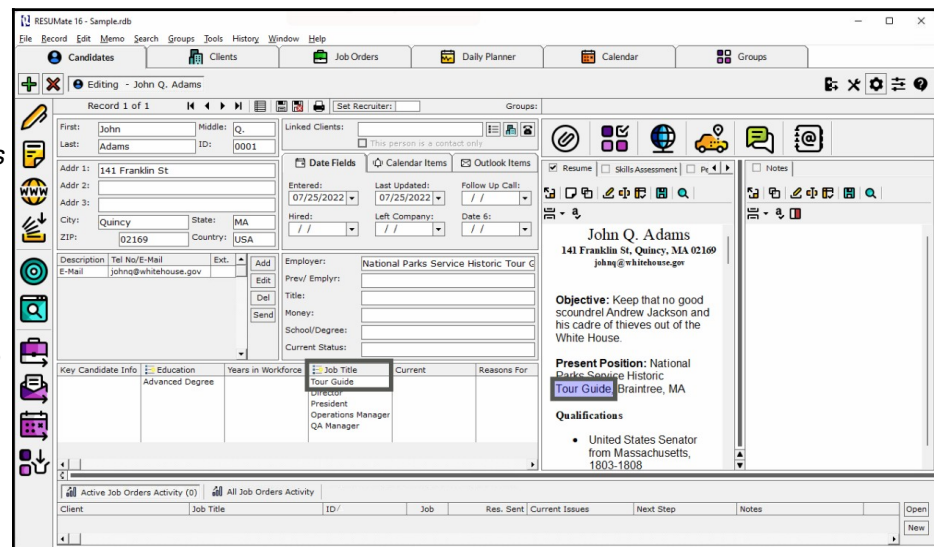 RESUMate 16 - Sample.rdb
File Record Edit Memo Search Groups Tools History Window Help
Candidates Clients Job Orders Daily Planner Calendar Groups
Editing - John Q. Adams
Record 1 of 1 Set Recruiter: Groups:
First: John Middle: Q.
Last: Adams ID: 0001
Addr 1: 141 Franklin St
Addr 2:
Addr 3:
City: Quincy State: MA
ZIP: 02169 Country: USA
Linked Clients:
This person is a contact only
Date Fields Calendar Items Outlook Items
Entered: Last Updated: Follow Up Call:
07/25/2022 07/25/2022 / /
Hired: Left Company: Date 6:
/ / / / / /
Description Tel No/E-Mail Ext.
E-Mail johnq@whitehouse.gov
Add
Edit
Del
Send
Employer: National Parks Service Historic Tour G
Prev/ Emplyr:
Title:
Money:
School/Degree:
Current Status:
Key Candidate Info Education Years in Workforce Job Title Current Reasons For
Advanced Degree Tour Guide
Director
President
Operations Manager
QA Manager
WWW
Resume Skills Assessment Notes
John Q. Adams
141 Franklin St, Quincy, MA 02169
johnq@whitehouse.gov
Objective: Keep that no good
scoundrel Andrew Jackson and
his cadre of thieves out of the
White House.
Present Position: National
Parks Service Historic
Tour Guide, Braintree, MA
Qualifications
• United States Senator
from Massachusetts,
1803-1808
Active Job Orders Activity (0) All Job Orders Activity
Client Job Title ID/ Job Res. Sent Current Issues Next Step Notes
Open
New